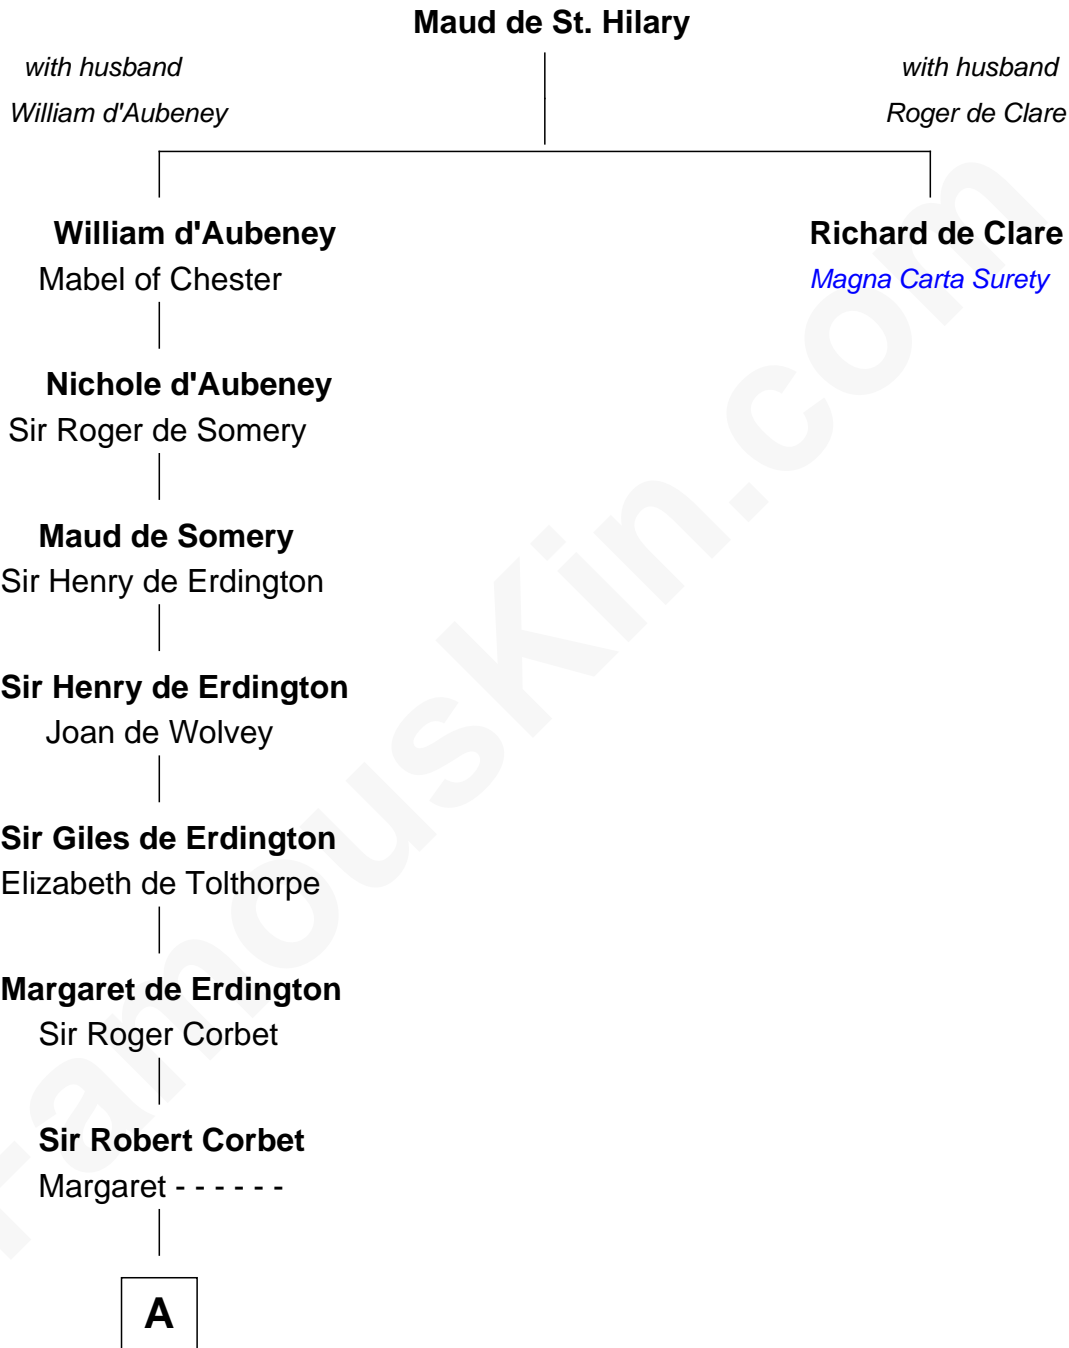 Maud de St. Hilary
with husband
William d'Aubeney
with husband
Roger de Clare
William d'Aubeney
Mabel of Chester
Richard de Clare
Magna Carta Surety
Nichole d'Aubeney
Sir Roger de Somery
Maud de Somery
Sir Henry de Erdington
Sir Henry de Erdington
Joan de Wolvey
Sir Giles de Erdington
Elizabeth de Tolthorpe
Margaret de Erdington
Sir Roger Corbet
Sir Robert Corbet
Margaret - - - - - -
A
FamousKin.com